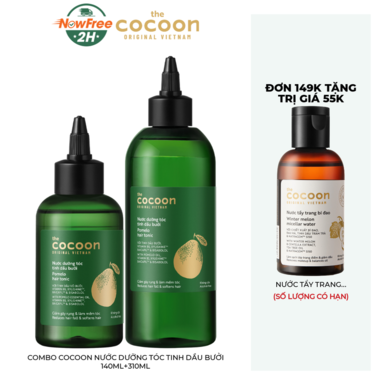 NowFree
2H
the
cocoon
ORIGINAL VIETNAM
the
cocoon
ORIGINAL VIETNAM
Nước dưỡng tóc
tinh dầu bưởi
Pomelo
hair tonic
the
cocoon
ORIGINAL VIETNAM
Nước dưỡng tóc
tinh dầu bưởi
Pomelo
hair tonic
COMBO COCOON NƯỚC DƯỠNG TÓC TINH DẦU BƯỞI
140ML+310ML
ĐƠN 149K TẶNG
TRỊ GIÁ 55K
the
cocoon
Nước tẩy trang bí đao
Winter melon
micellar water
NƯỚC TẨY TRANG...
(SỐ LƯỢNG CÓ HẠN)